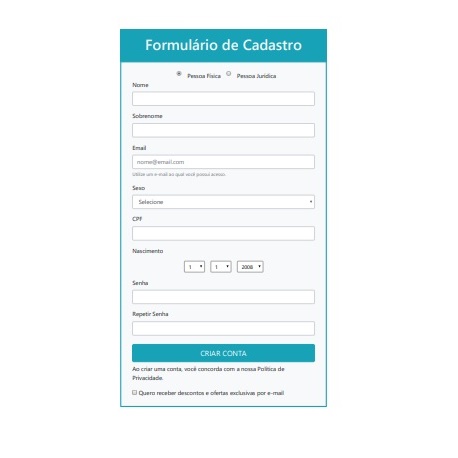 Formulário de Cadastro
Pessoa Física Pessoa Jurídica
Nome
Sobrenome
Email
nome@email.com
Utilize um e-mail ao qual você possui acesso.
Sexo
Selecione
CPF
Nascimento
1 1 2008
Senha
Repetir Senha
CRIAR CONTA
Ao criar uma conta, você concorda com a nossa Política de
Privacidade.
Quero receber descontos e ofertas exclusivas por e-mail